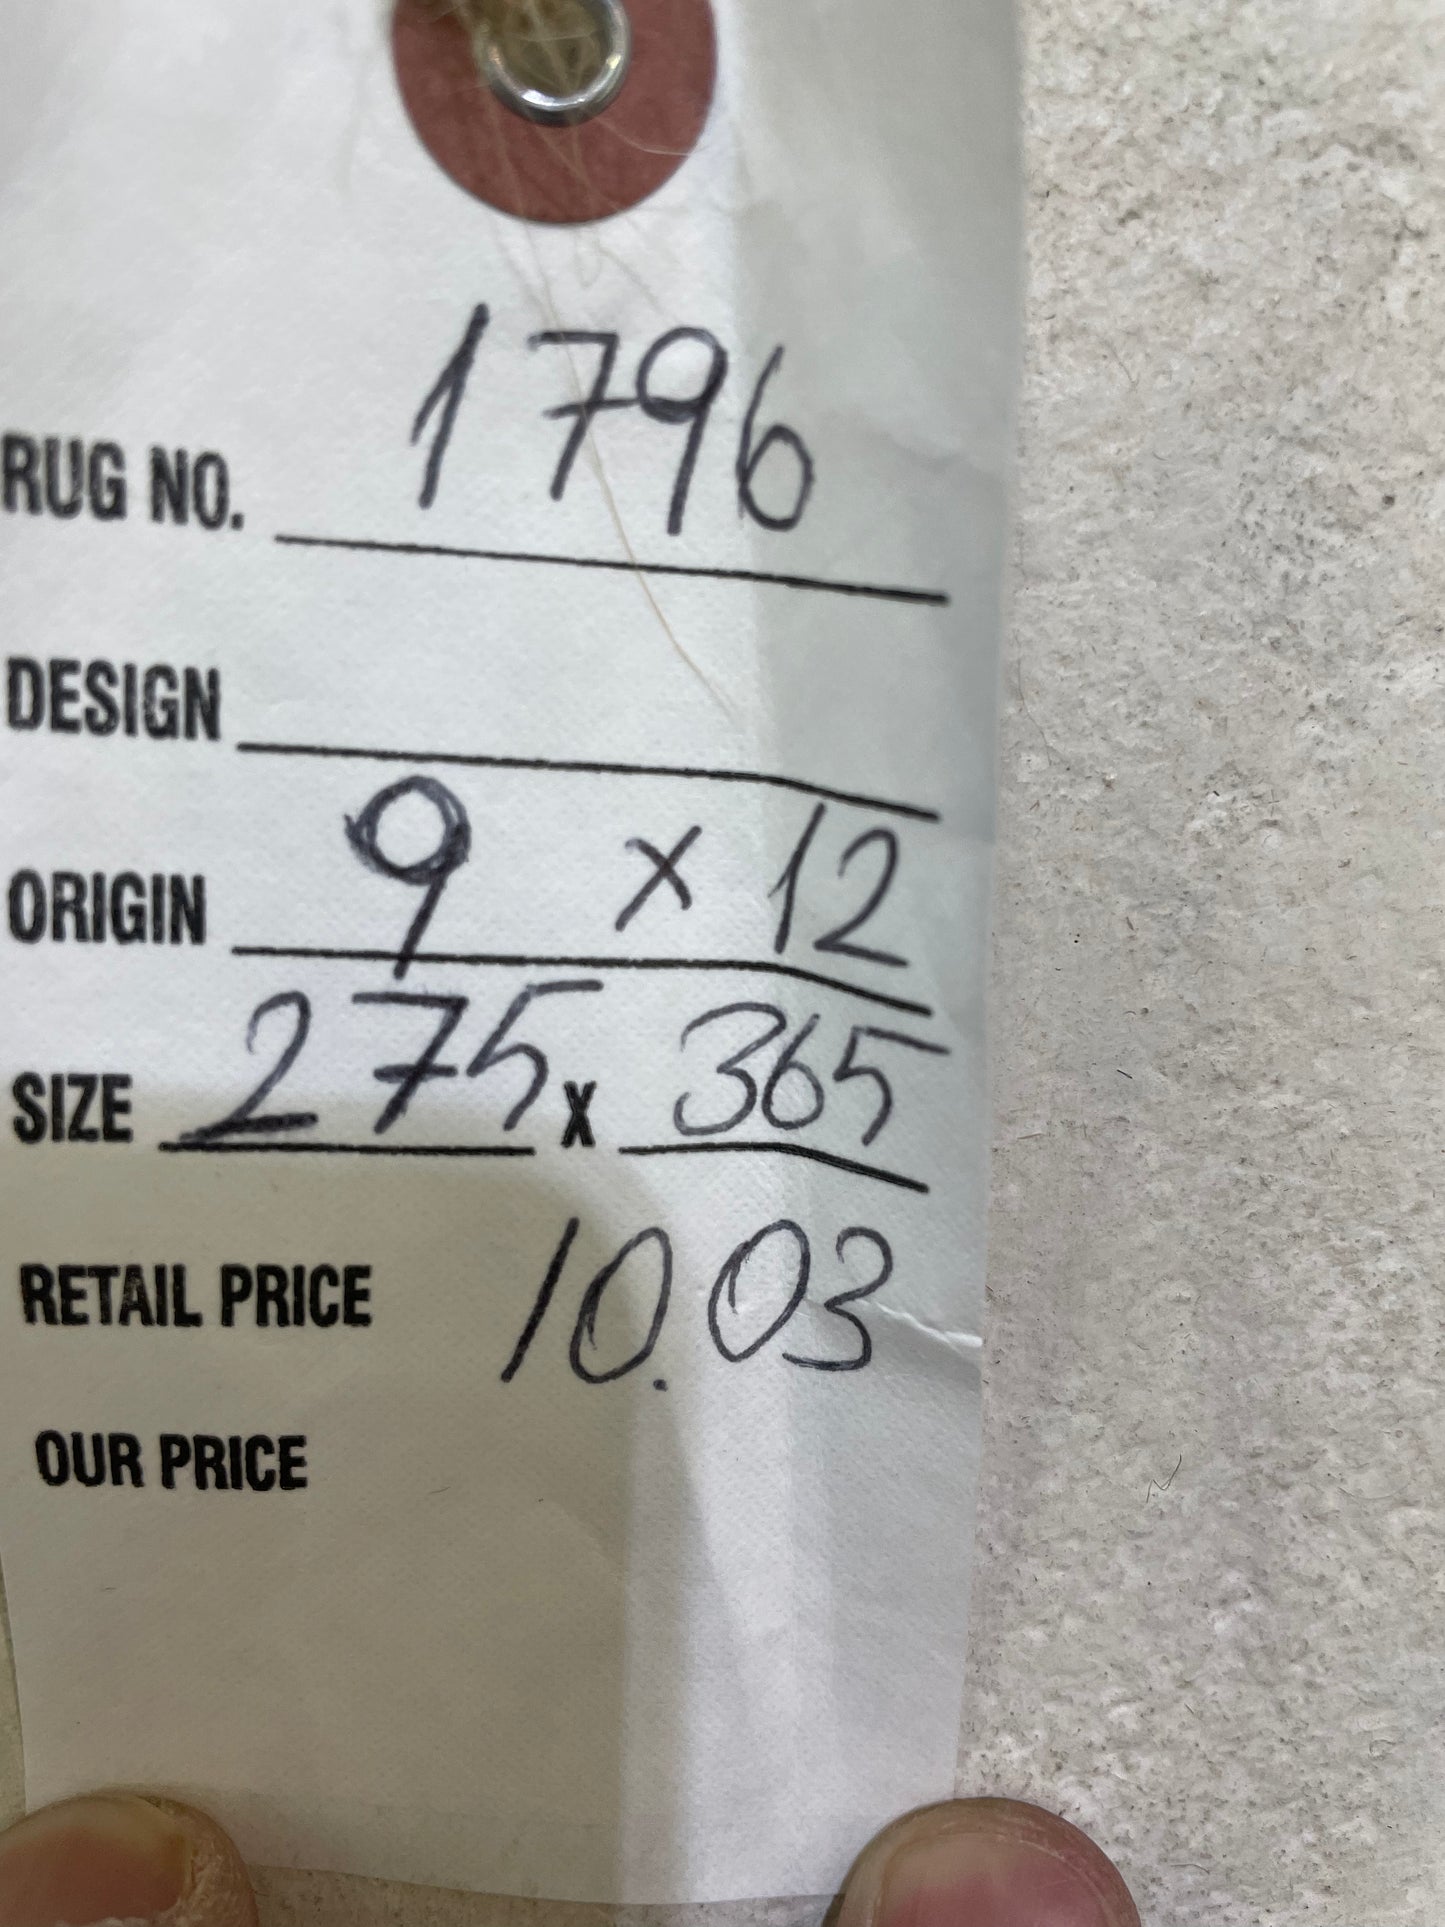 RUG NO. 1796
DESIGN
ORIGIN 9 x 12
SIZE 275 x 365
RETAIL PRICE 10.03
OUR PRICE